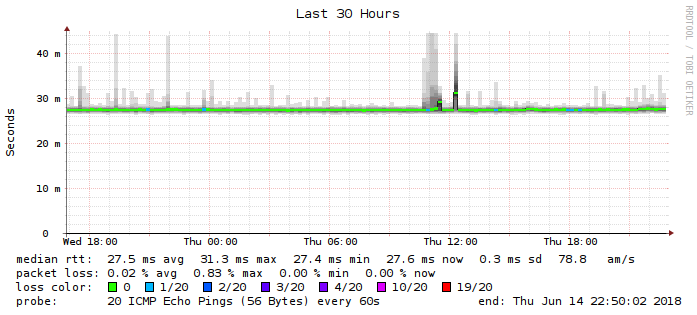 Last 30 Hours
RRDTOOL / TOBI OETIKER
Seconds
40 m
30 m
20 m
10 m
0
Wed 18:00 Thu 00:00 Thu 06:00 Thu 12:00 Thu 18:00
median rtt: 27.5 ms avg 31.3 ms max 27.4 ms min 27.6 ms now 0.3 ms sd 78.8 am/s
packet loss: 0.02 % avg 0.83 % max 0.00 % min 0.00 % now
loss color: 0 1/20 2/20 3/20 4/20 10/20 19/20
probe: 20 ICMP Echo Pings (56 Bytes) every 60s end: Thu Jun 14 22:50:02 2018